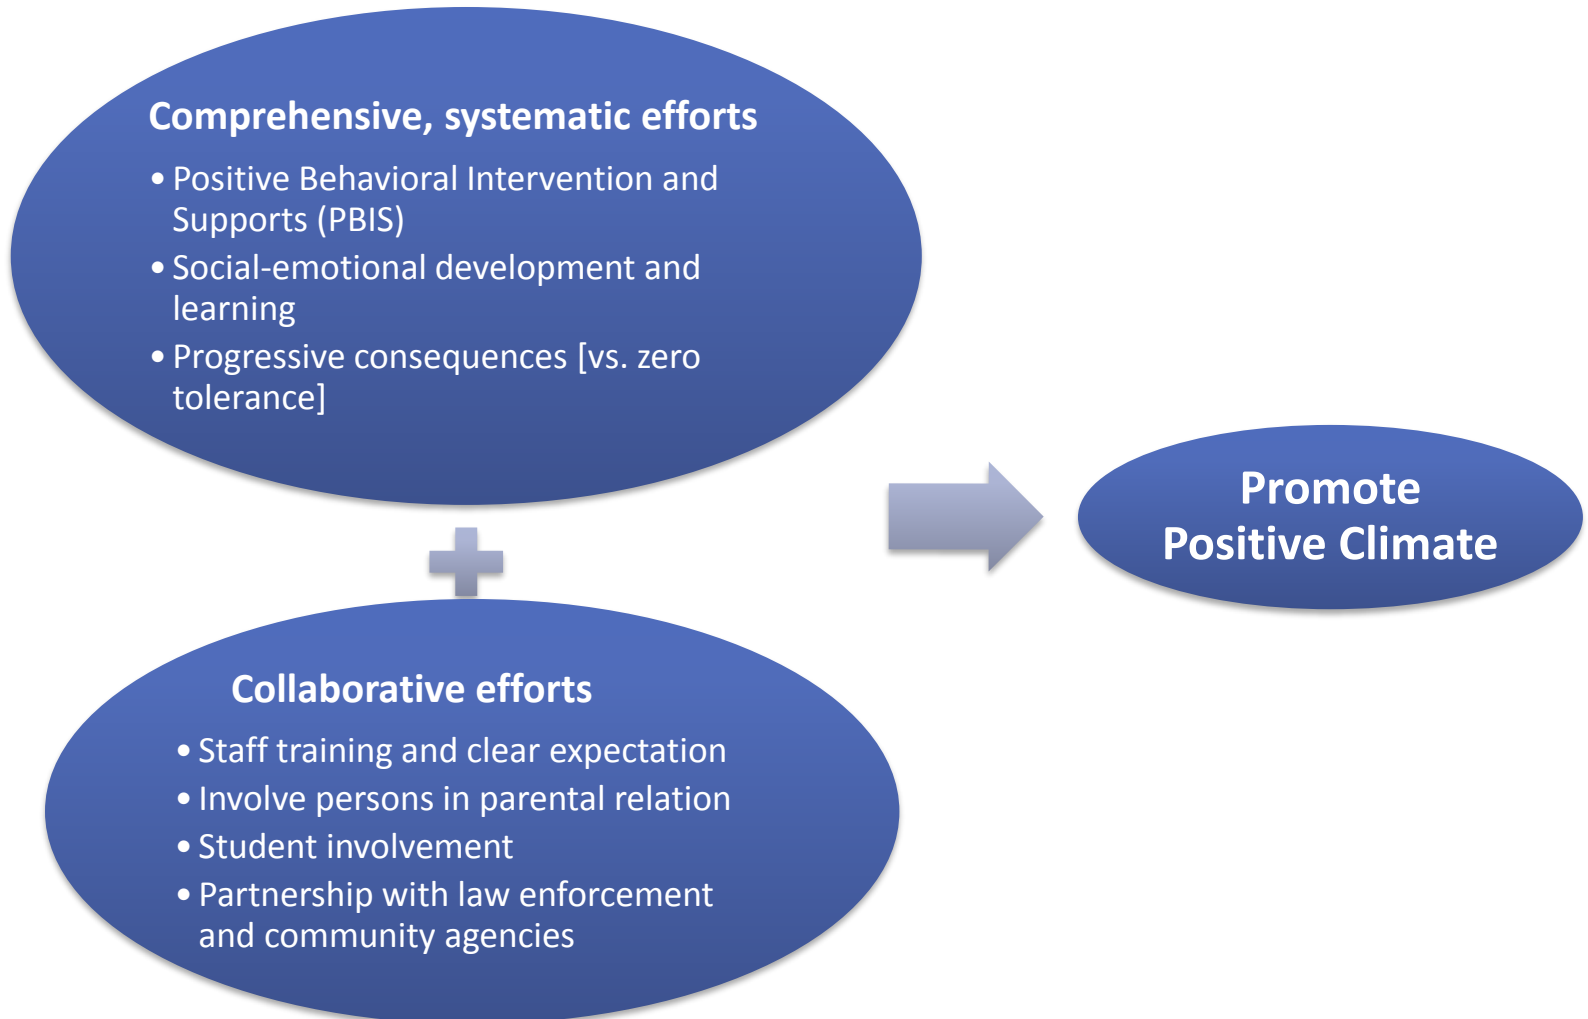 Comprehensive, systematic efforts
• Positive Behavioral Intervention and
Supports (PBIS)
• Social-emotional development and
learning
• Progressive consequences [vs. zero
tolerance]
Collaborative efforts
• Staff training and clear expectation
• Involve persons in parental relation
• Student involvement
• Partnership with law enforcement
and community agencies
Promote
Positive Climate